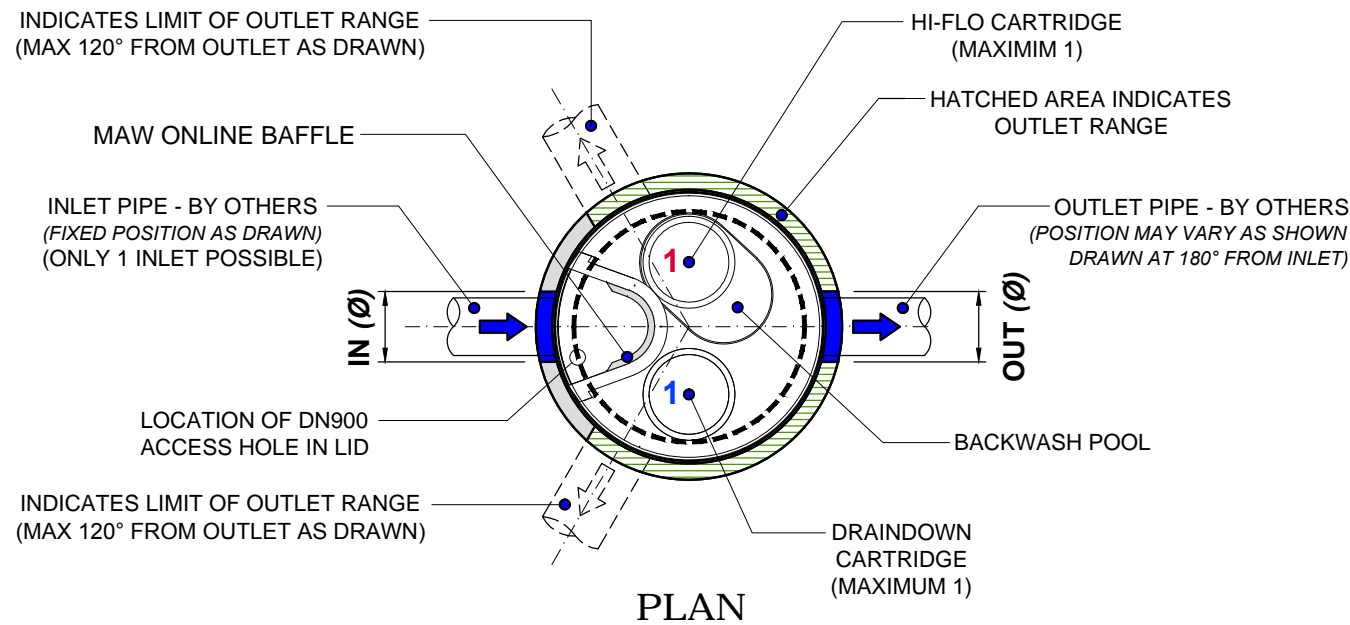 INDICATES LIMIT OF OUTLET RANGE
(MAX 120° FROM OUTLET AS DRAWN)
HI-FLO CARTRIDGE
(MAXIMIM 1)
HATCHED AREA INDICATES
OUTLET RANGE
MAW ONLINE BAFFLE
INLET PIPE - BY OTHERS
(FIXED POSITION AS DRAWN)
(ONLY 1 INLET POSSIBLE)
OUTLET PIPE - BY OTHERS
(POSITION MAY VARY AS SHOWN
DRAWN AT 180° FROM INLET)
1
IN (Ø)
OUT (Ø)
1
LOCATION OF DN900
ACCESS HOLE IN LID
BACKWASH POOL
INDICATES LIMIT OF OUTLET RANGE
(MAX 120° FROM OUTLET AS DRAWN)
DRAINDOWN
CARTRIDGE
(MAXIMUM 1)
PLAN